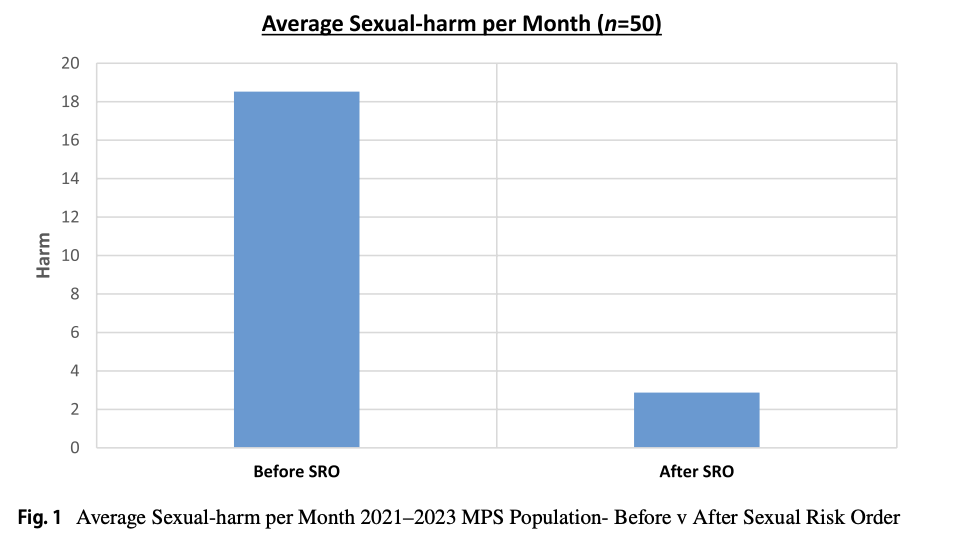 Average Sexual-harm per Month (n=50)
20
18
16
14
12
10
8
6
4
2
0
Harm
Before SRO
After SRO
Fig. 1 Average Sexual-harm per Month 2021–2023 MPS Population- Before v After Sexual Risk Order